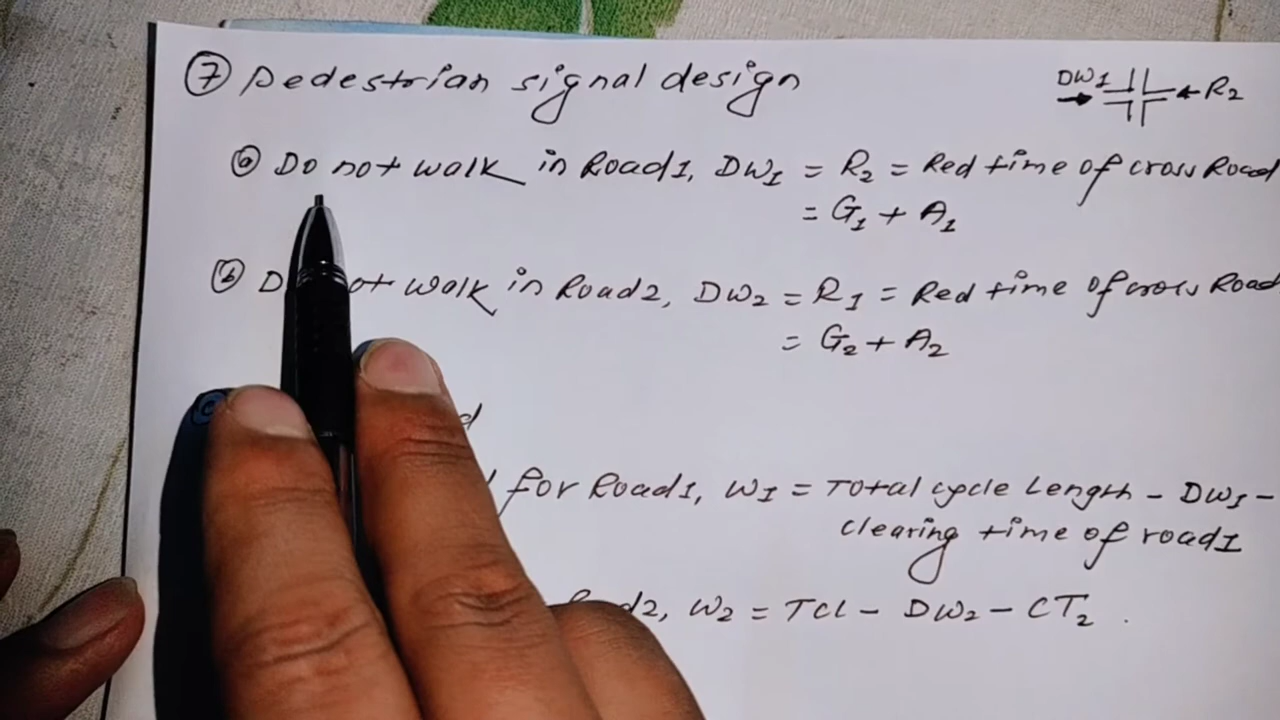 ⑦ Pedestrian signal design
DW1 R2
ⓐ Do not walk in Road1, DW1 = R2 = Red time of cross Road
= G1 + A1
ⓑ walk in Road2, DW2 = R1 = Red time of cross Road
= G2 + A2
for Road1, W1 = Total cycle Length - DW1 -
clearing time of road1
W2 = TCL - DW2 - CT2.